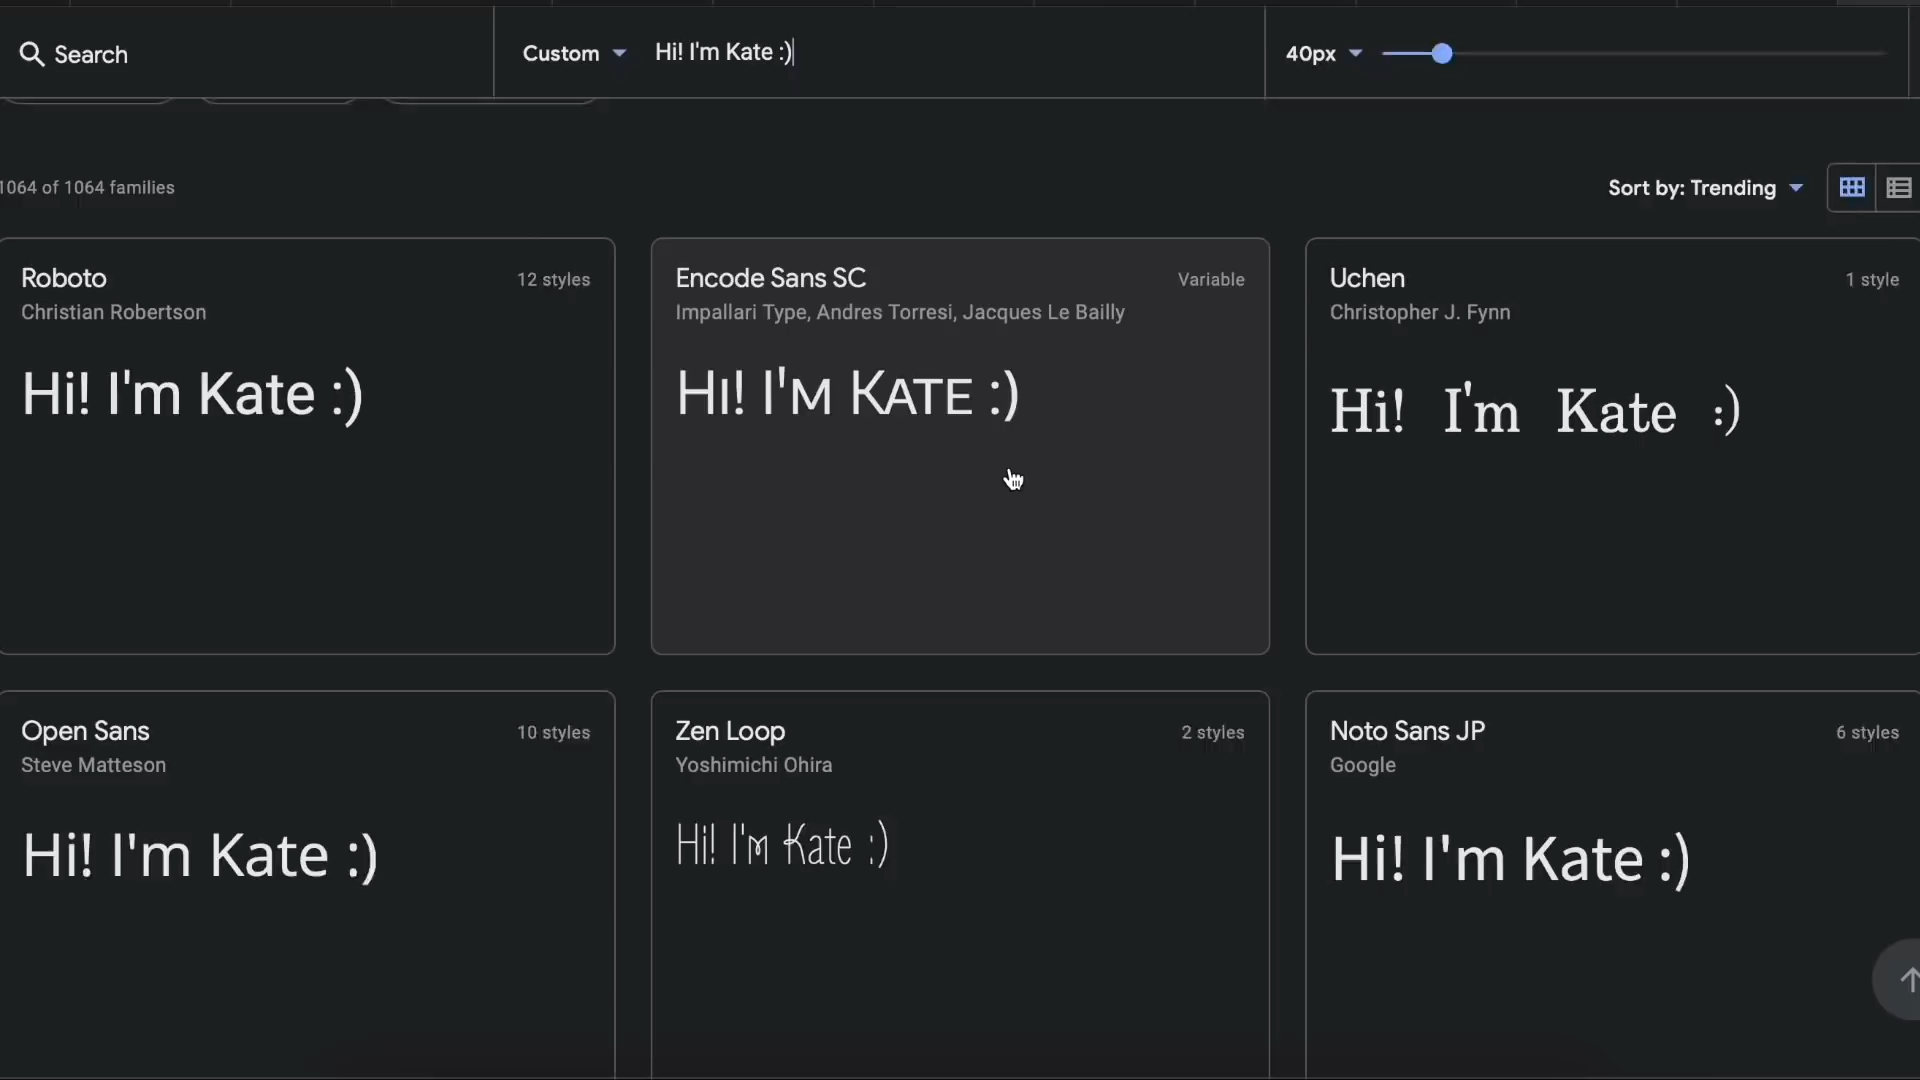 Search
Custom
Hi! I'm Kate :)
40px
1064 of 1064 families
Sort by: Trending
Roboto
12 styles
Christian Robertson
Hi! I'm Kate :)
Encode Sans SC
Variable
Impallari Type, Andres Torresi, Jacques Le Bailly
Hi! I'm Kate :)
Uchen
1 style
Christopher J. Fynn
Hi! I'm Kate :)
Open Sans
10 styles
Steve Matteson
Hi! I'm Kate :)
Zen Loop
2 styles
Yoshimichi Ohira
Hi! I'm Kate :)
Noto Sans JP
6 styles
Google
Hi! I'm Kate :)